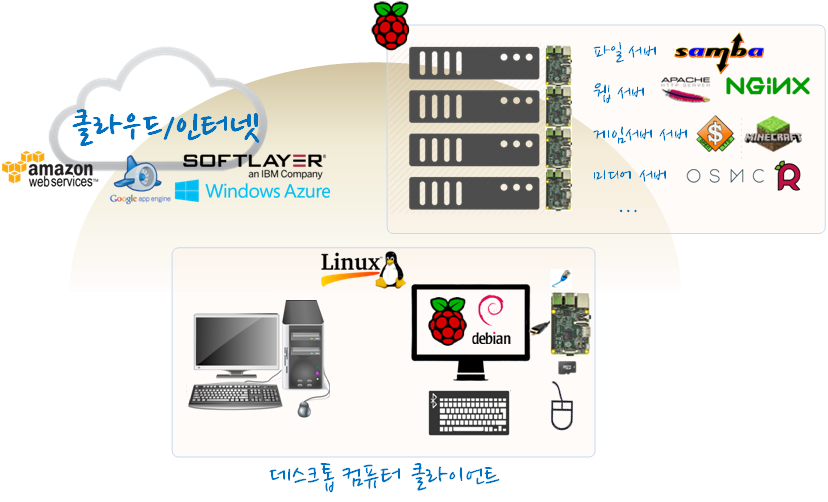 클라우드/인터넷
amazon
web services™
Google app engine
SOFTLAYER®
an IBM Company
Windows Azure
파일 서버
samba
웹 서버
APACHE
HTTP SERVER
NGiNX
게임서버 서버
$
MINECRAFT
미디어 서버
OSMC
R
...
Linux
debian
데스크톱 컴퓨터 클라이언트